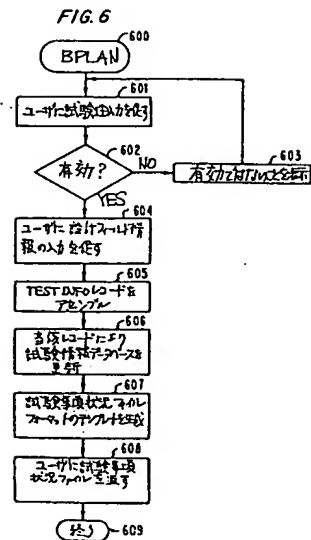 FIG. 6
600
BPLAN
601
ユーザに試験IDの入力を促す
602
有効?
NO
603
有効ではないことを表示
YES
604
ユーザに
フィールド情
報の入力を促す
605
TEST INFOレコードを
アセンブル
606
当該レコードにより
試験情報データベースを
更新
607
試験事項状況ファイル
フォーマットのテンプレートを生成
608
ユーザに試験事項
状況ファイルを返す
終り
609